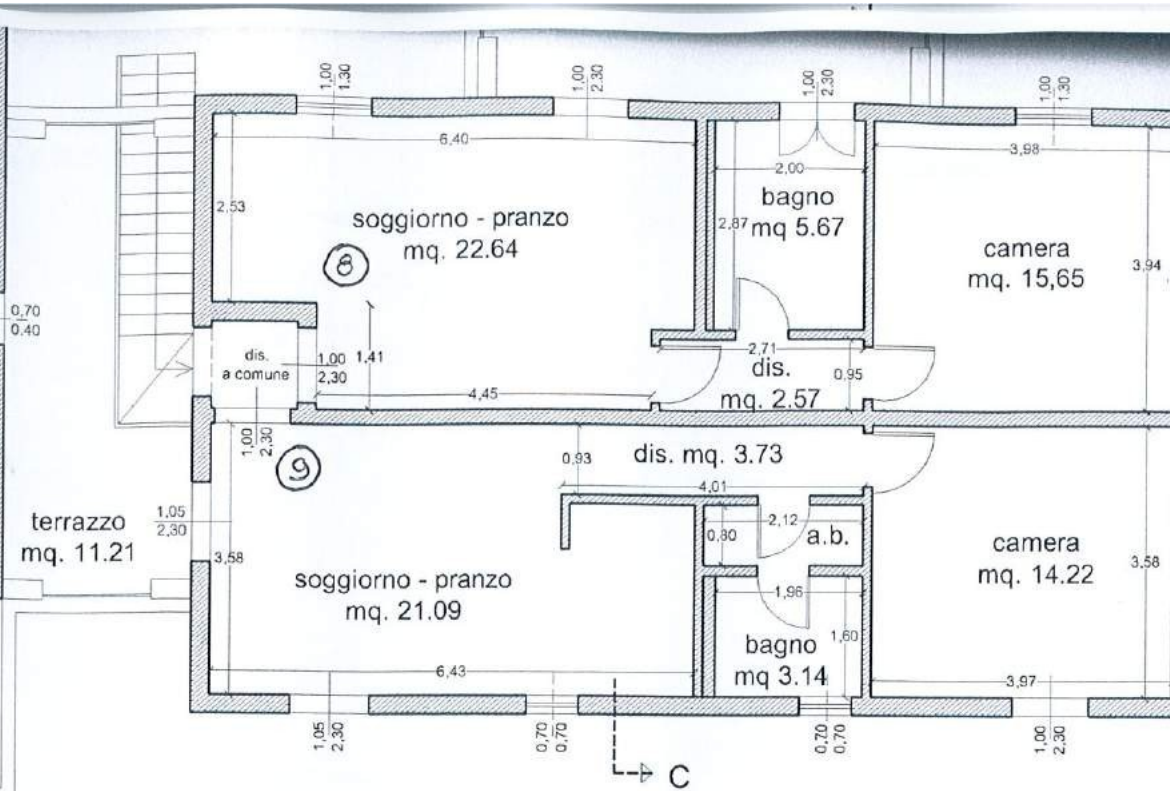 1,00
1,30
1,00
2,30
1,00
2,30
1,00
1,30
6,40
3,98
2,00
2,53
soggiorno - pranzo
mq. 22.64
bagno
mq 5.67
2,87
camera
mq. 15,65
3,94
8
0,70
0,40
dis.
a comune
1,00
2,30
1,41
2,71
dis.
mq. 2.57
0,95
4,45
1,00
2,30
9
0,93
dis. mq. 3.73
4,01
terrazzo
mq. 11.21
1,05
2,30
3,58
0,80
2,12
a.b.
camera
mq. 14.22
3,58
soggiorno - pranzo
mq. 21.09
1,96
1,60
bagno
mq 3.14
6,43
3,97
1,05
2,30
0,70
0,70
0,70
0,70
1,00
2,30
C